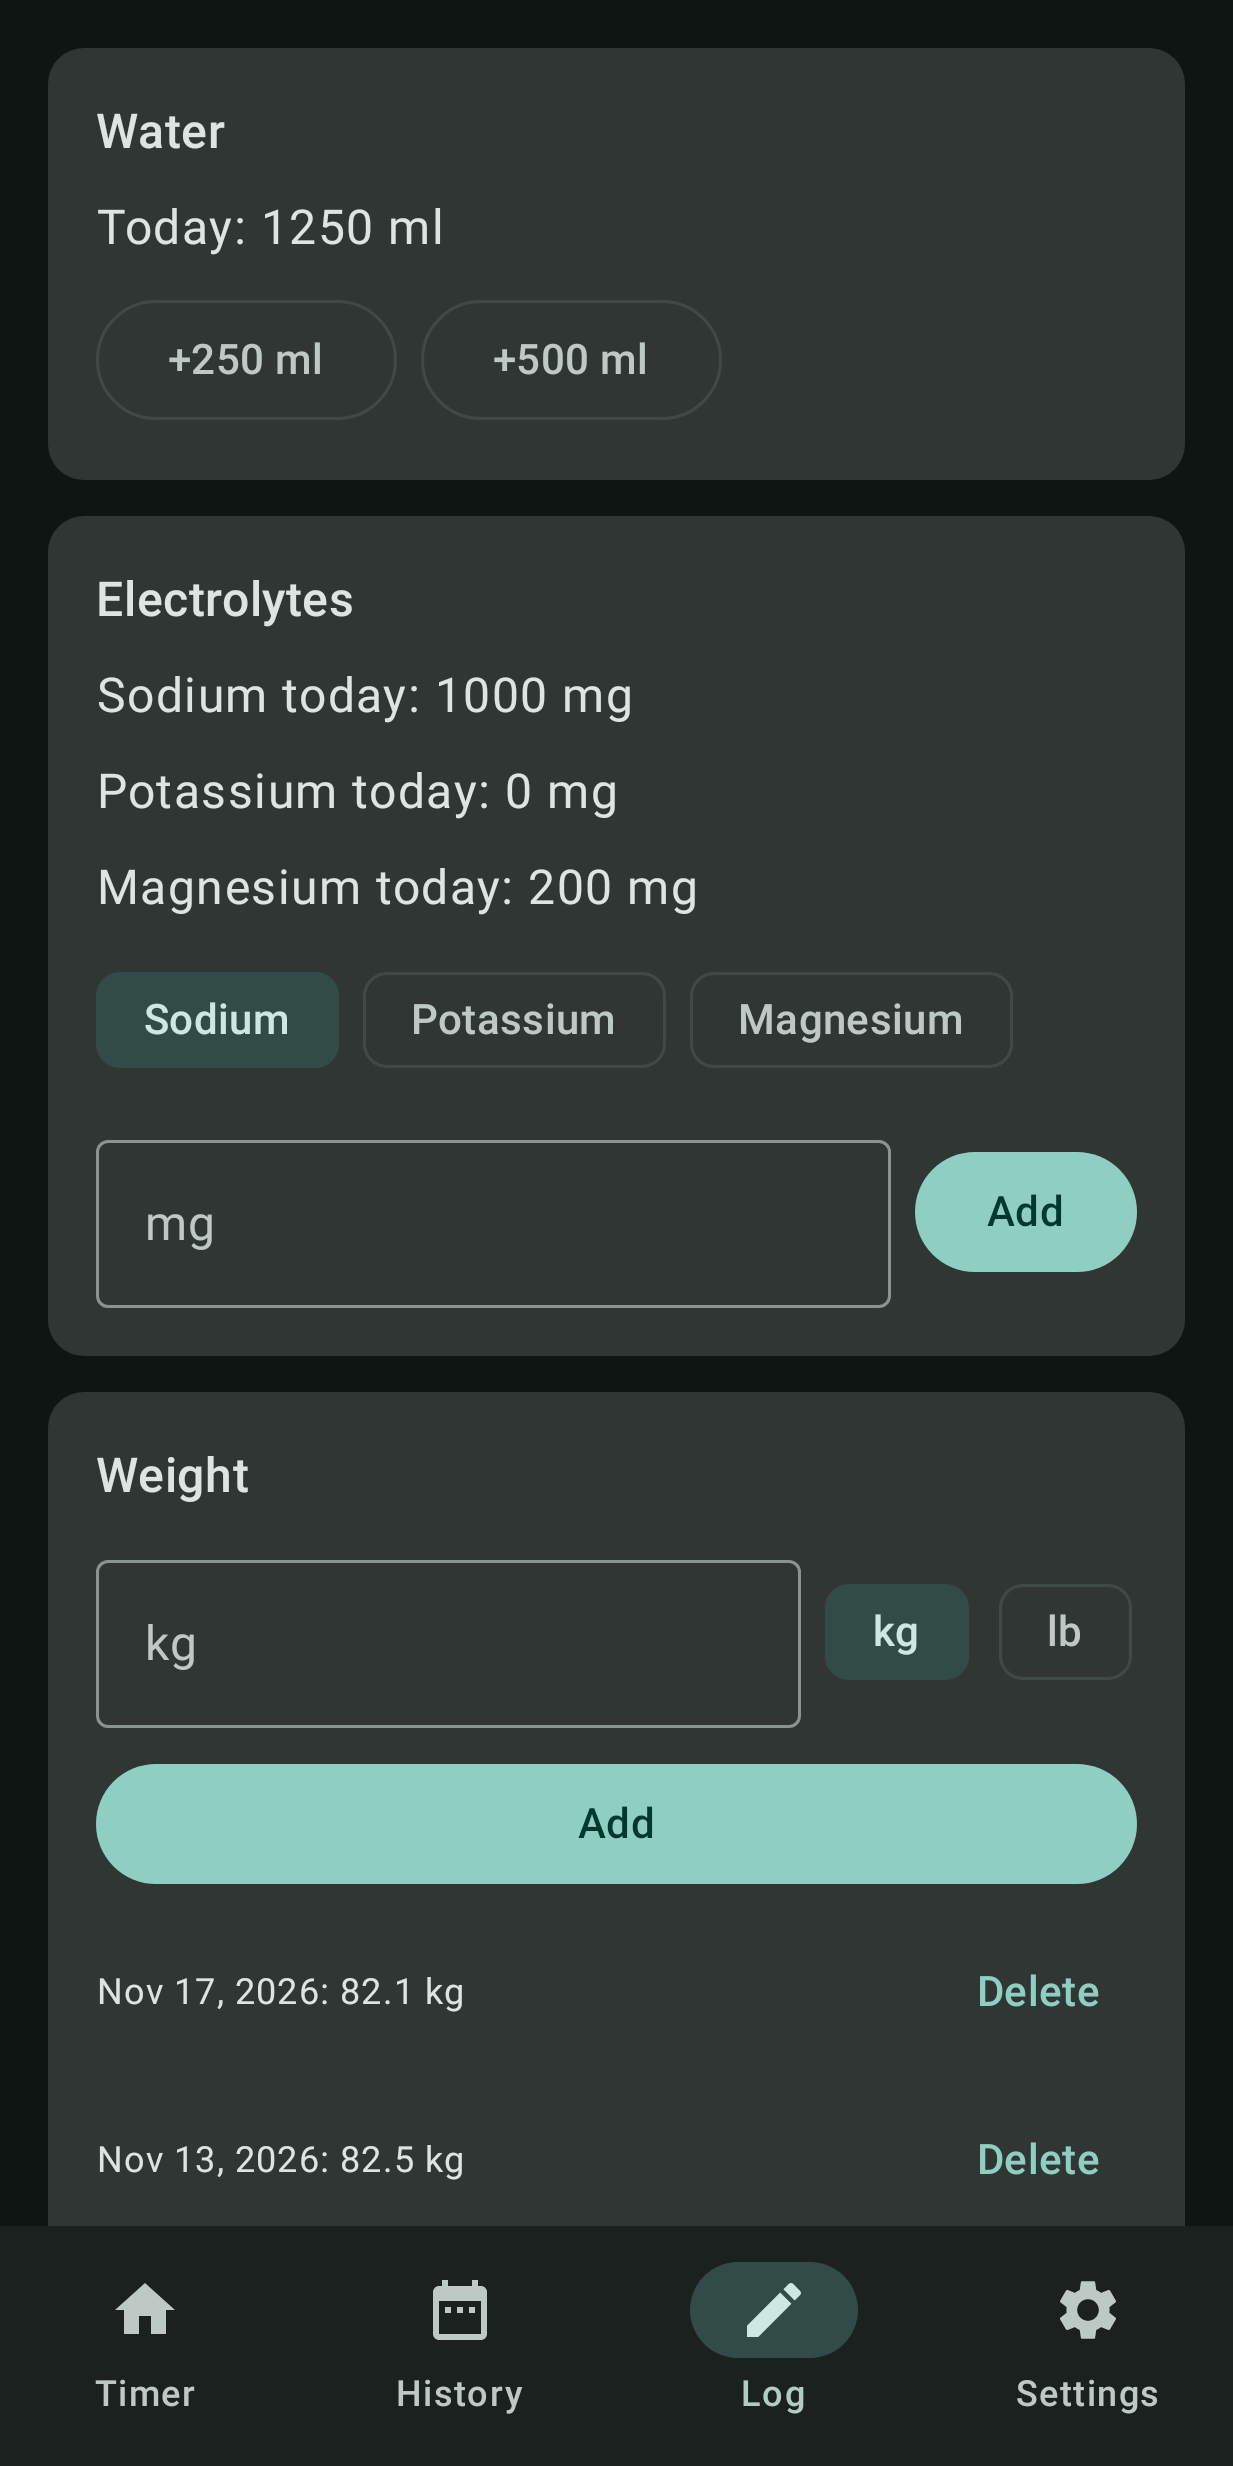 Water
Today: 1250 ml
+250 ml +500 ml
Electrolytes
Sodium today: 1000 mg
Potassium today: 0 mg
Magnesium today: 200 mg
Sodium Potassium Magnesium
mg Add
Weight
kg kg lb
Add
Nov 17, 2026: 82.1 kg Delete
Nov 13, 2026: 82.5 kg Delete
Timer History Log Settings